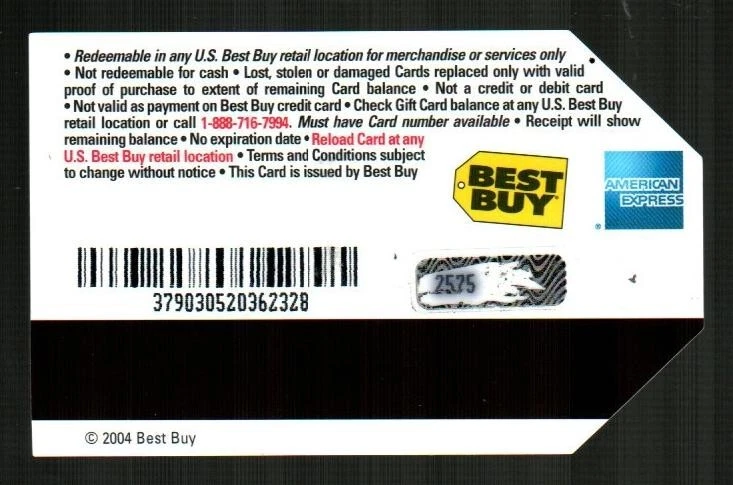 • Redeemable in any U.S. Best Buy retail location for merchandise or services only
• Not redeemable for cash • Lost, stolen or damaged Cards replaced only with valid
proof of purchase to extent of remaining Card balance • Not a credit or debit card
• Not valid as payment on Best Buy credit card • Check Gift Card balance at any U.S. Best Buy
retail location or call 1-888-716-7994. Must have Card number available • Receipt will show
remaining balance • No expiration date • Reload Card at any
U.S. Best Buy retail location • Terms and Conditions subject
to change without notice • This Card is issued by Best Buy
BEST
BUY®
AMERICAN
EXPRESS
®
2575
379030520362328
© 2004 Best Buy